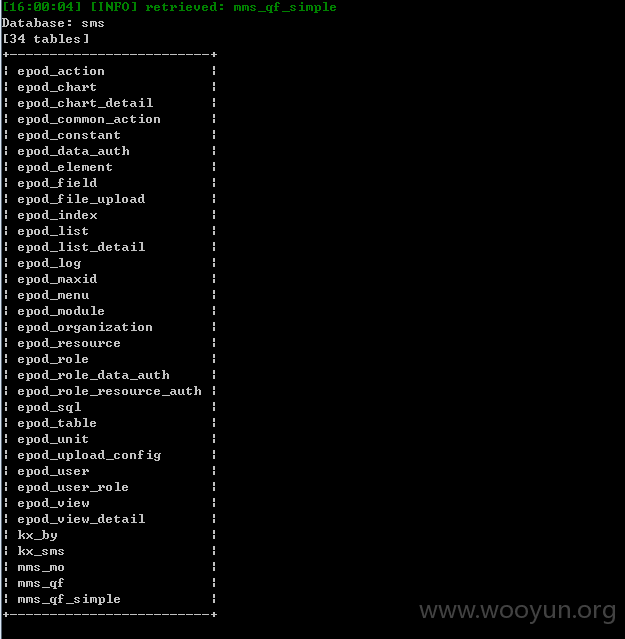 [16:00:04] [INFO] retrieved: mms_qf_simple
Database: sms
[34 tables]
+-------------------------+
| epod_action |
| epod_chart |
| epod_chart_detail |
| epod_common_action |
| epod_constant |
| epod_data_auth |
| epod_element |
| epod_field |
| epod_file_upload |
| epod_index |
| epod_list |
| epod_list_detail |
| epod_log |
| epod_maxid |
| epod_menu |
| epod_module |
| epod_organization |
| epod_resource |
| epod_role |
| epod_role_data_auth |
| epod_role_resource_auth |
| epod_sql |
| epod_table |
| epod_unit |
| epod_upload_config |
| epod_user |
| epod_user_role |
| epod_view |
| epod_view_detail |
| kx_by |
| kx_sms |
| mms_mo |
| mms_qf |
| mms_qf_simple |
+-------------------------+
www.wooyun.org